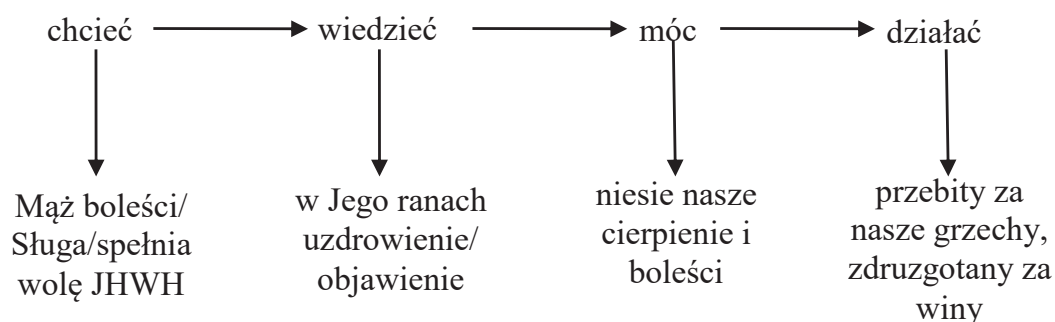 chcieć wiedzieć móc działać
Mąż boleści/
Sługa/spełnia
wolę JHWH
w Jego ranach
uzdrowienie/
objawienie
niesie nasze
cierpienie i
boleści
przebity za
nasze grzechy,
zdruzgotany za
winy